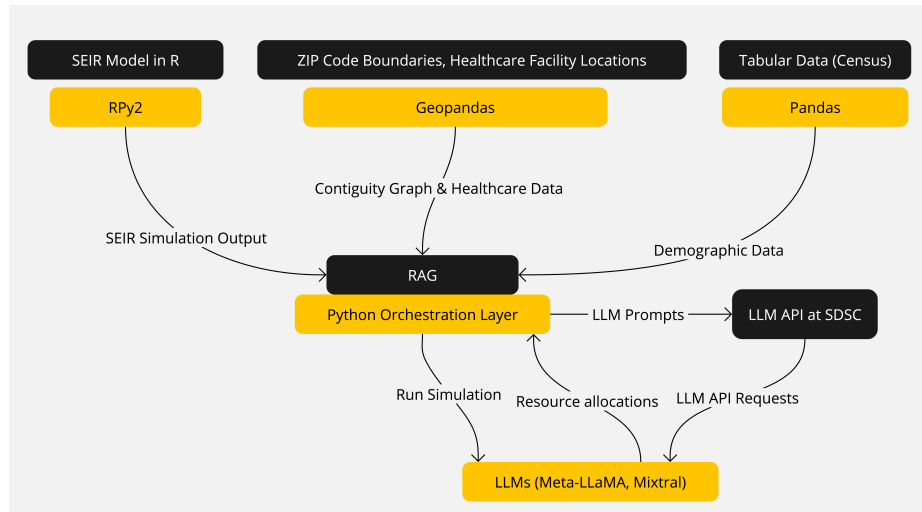 SEIR Model in R
ZIP Code Boundaries, Healthcare Facility Locations
Tabular Data (Census)
RPy2
Geopandas
Pandas
Contiguity Graph & Healthcare Data
SEIR Simulation Output
Demographic Data
RAG
Python Orchestration Layer
LLM Prompts
LLM API at SDSC
Run Simulation
Resource allocations
LLM API Requests
LLMs (Meta-LLaMA, Mixtral)